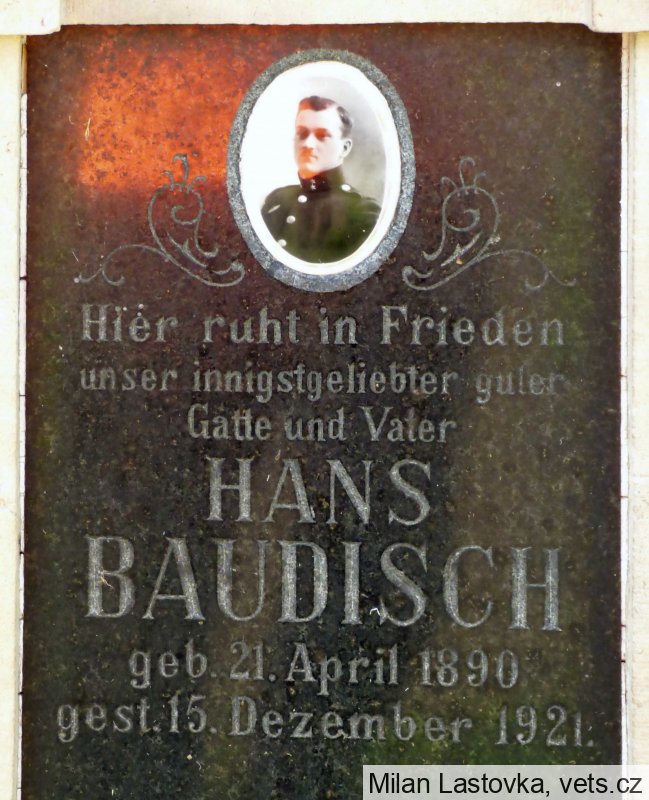 Hier ruht in Frieden
unser innigstgeliebter guter
Gatte und Vater
HANS
BAUDISCH
geb. 21. April 1890
gest. 15. Dezember 1921.
Milan Lastovka, vets.cz